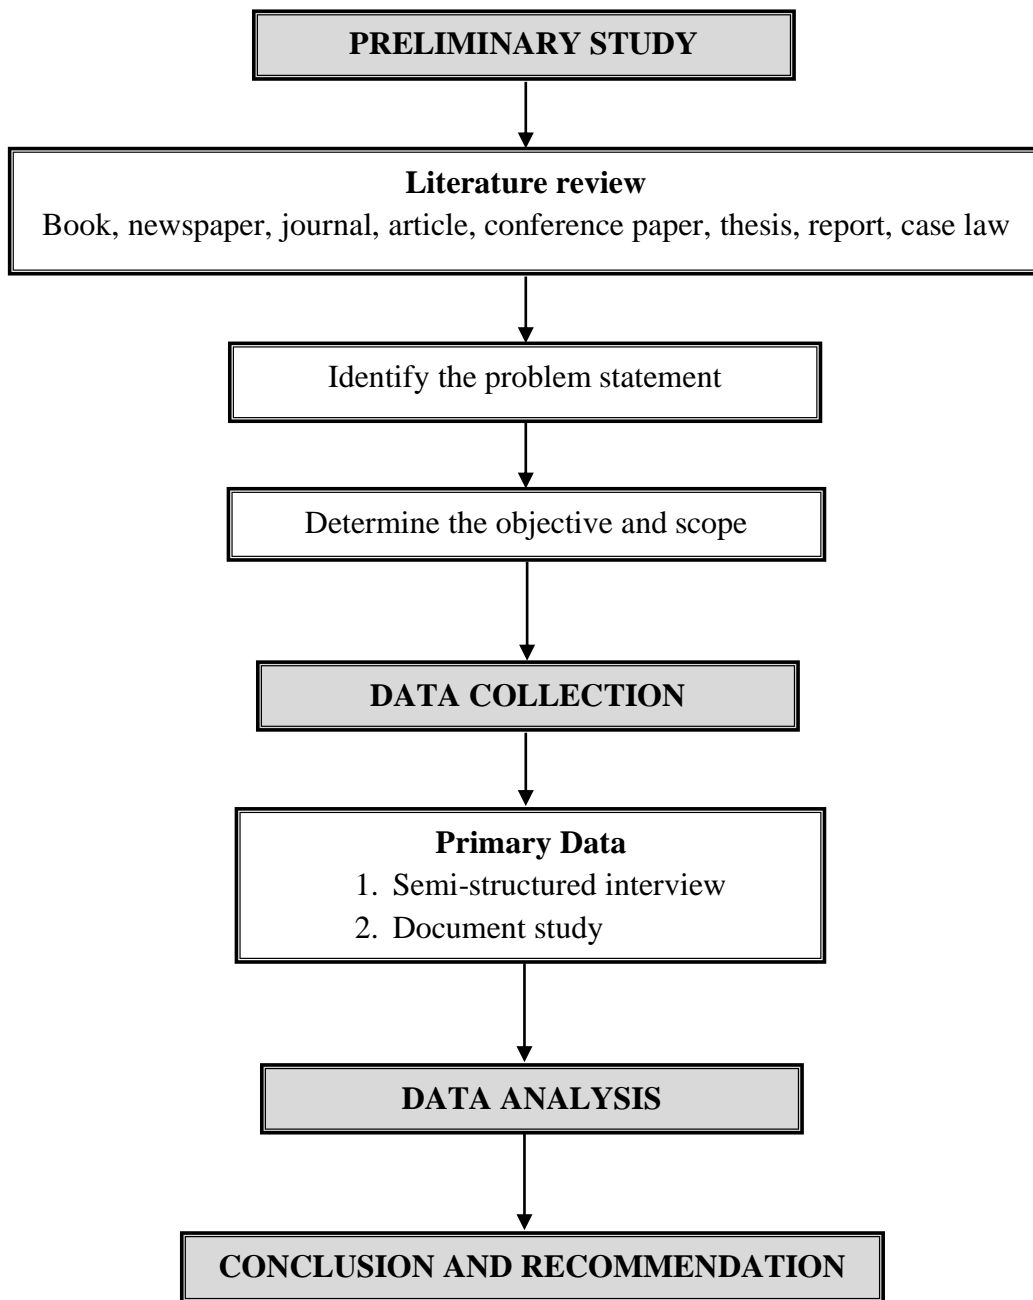 PRELIMINARY STUDY
Literature review
Book, newspaper, journal, article, conference paper, thesis, report, case law
Identify the problem statement
Determine the objective and scope
DATA COLLECTION
Primary Data
1. Semi-structured interview
2. Document study
DATA ANALYSIS
CONCLUSION AND RECOMMENDATION